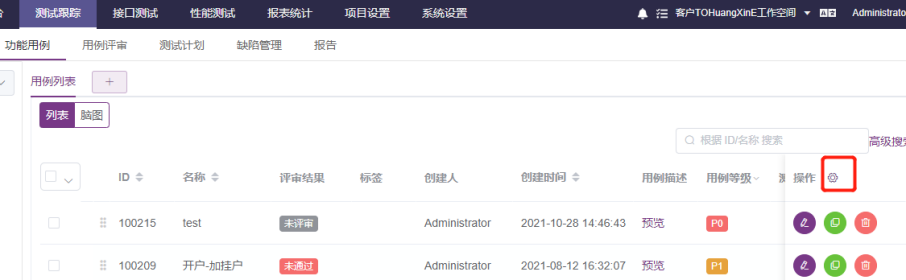 测试跟踪 接口测试 性能测试 报表统计 项目设置 系统设置 客户TOHuangXinE工作空间 Administrato
功能用例 用例评审 测试计划 缺陷管理 报告
用例列表 +
列表 脑图
根据 ID/名称 搜索 高级搜索
ID 名称 评审结果 标签 创建人 创建时间 用例描述 用例等级 操作
100215 test 未评审 Administrator 2021-10-28 14:46:43 预览 P0
100209 开户-加挂户 未通过 Administrator 2021-08-12 16:32:07 预览 P1